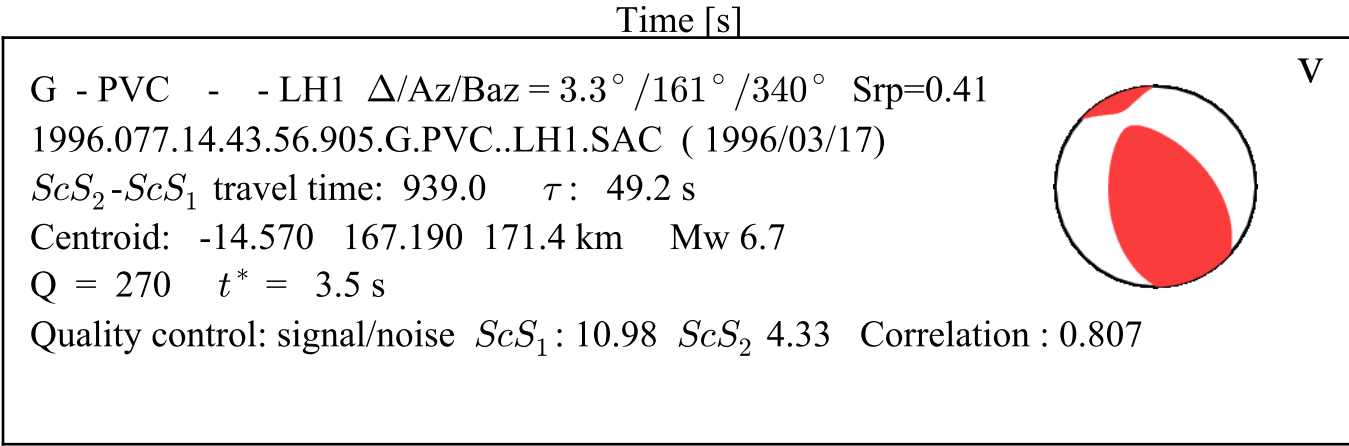 Time [s]
V
G - PVC - - LH1 Δ/Az/Baz = 3.3° /161° /340° Srp=0.41
1996.077.14.43.56.905.G.PVC..LH1.SAC ( 1996/03/17)
ScS₂-ScS₁ travel time: 939.0 τ : 49.2 s
Centroid: -14.570 167.190 171.4 km Mw 6.7
Q = 270 t* = 3.5 s
Quality control: signal/noise ScS₁: 10.98 ScS₂ 4.33 Correlation : 0.807